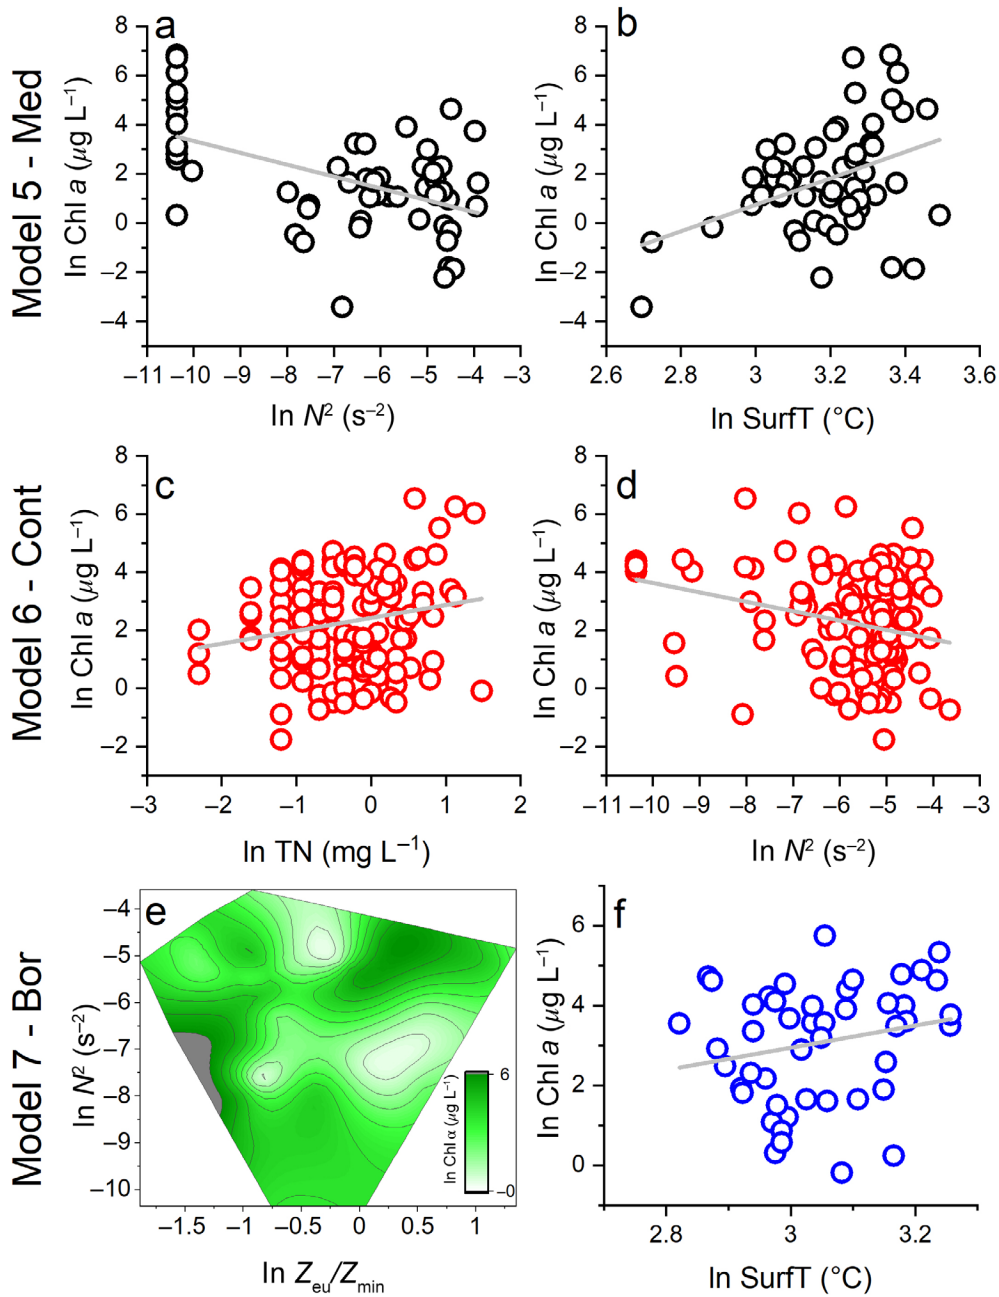 Model 5 - Med
a
8
6
4
2
0
−2
−4
ln Chl a (μg L⁻¹)
−11 −10 −9 −8 −7 −6 −5 −4 −3
ln N² (s⁻²)
b
8
6
4
2
0
−2
−4
ln Chl a (μg L⁻¹)
2.6 2.8 3 3.2 3.4 3.6
ln SurfT (°C)
Model 6 - Cont
c
8
6
4
2
0
−2
ln Chl a (μg L⁻¹)
−3 −2 −1 0 1 2
ln TN (mg L⁻¹)
d
8
6
4
2
0
−2
ln Chl a (μg L⁻¹)
−11 −10 −9 −8 −7 −6 −5 −4 −3
ln N² (s⁻²)
Model 7 - Bor
e
−4
−5
−6
−7
−8
−9
−10
ln N² (s⁻²)
ln Chl α (μg L⁻¹)
6
−0
−1.5 −1 −0.5 0 0.5 1
ln Zeu/Zmin
f
6
4
2
0
ln Chl a (μg L⁻¹)
2.8 3 3.2
ln SurfT (°C)